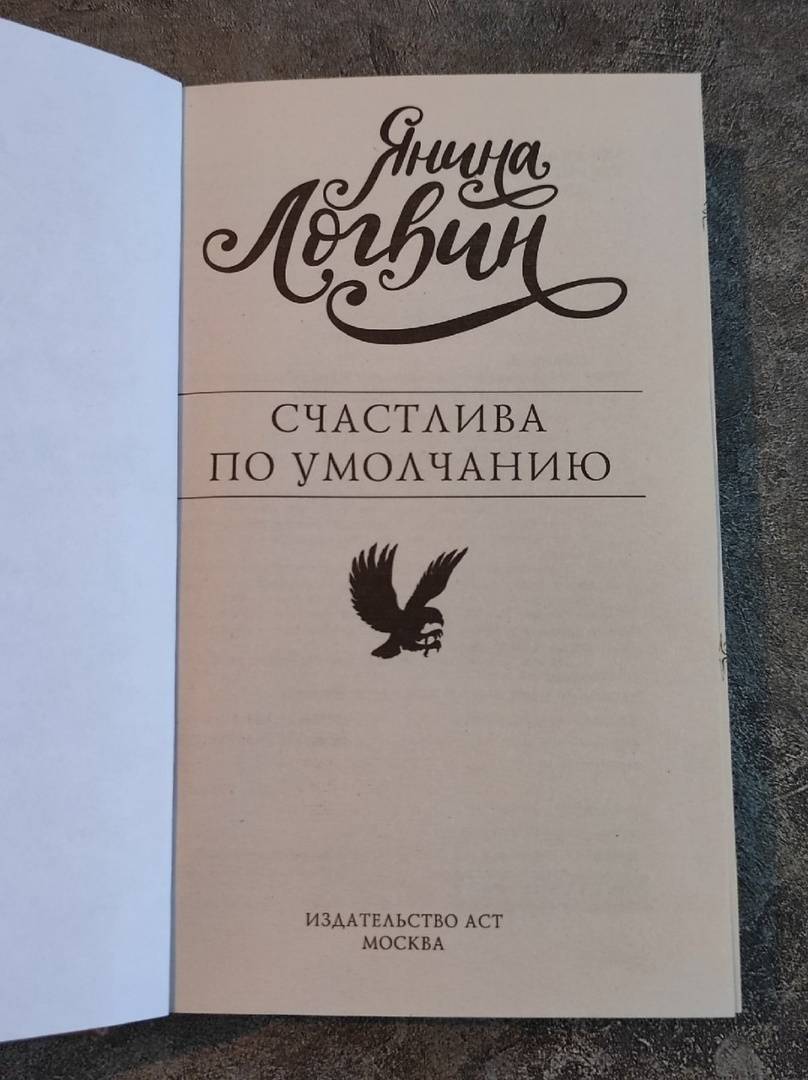 Янина
Логвин
СЧАСТЛИВА
ПО УМОЛЧАНИЮ
ИЗДАТЕЛЬСТВО АСТ
МОСКВА